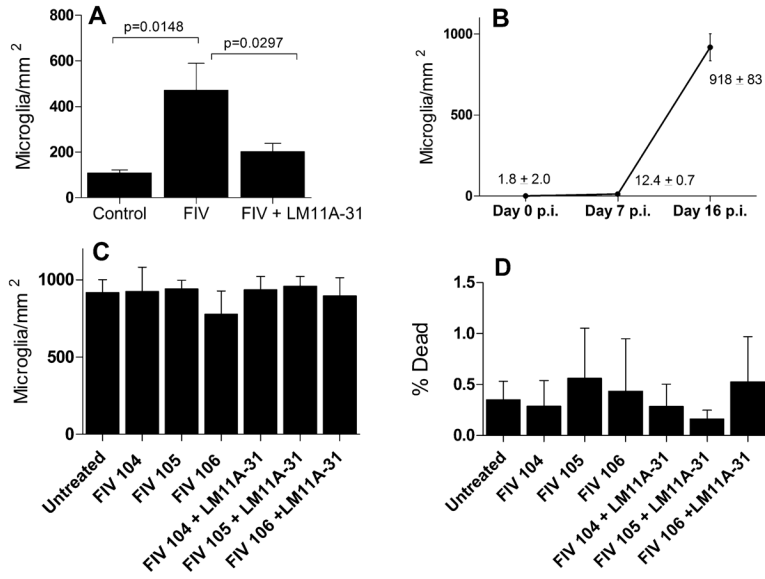 A
Microglia/mm 2
800
600
400
200
0
p=0.0148
p=0.0297
Control
FIV
FIV + LM11A-31
B
Microglia/mm 2
1000
500
0
1.8 ± 2.0
12.4 ± 0.7
918 ± 83
Day 0 p.i.
Day 7 p.i.
Day 16 p.i.
C
Microglia/mm 2
1000
500
0
Untreated
FIV 104
FIV 105
FIV 106
FIV 104 + LM11A-31
FIV 105 + LM11A-31
FIV 106 +LM11A-31
D
% Dead
1.5
1.0
0.5
0.0
Untreated
FIV 104
FIV 105
FIV 106
FIV 104 + LM11A-31
FIV 105 + LM11A-31
FIV 106 +LM11A-31